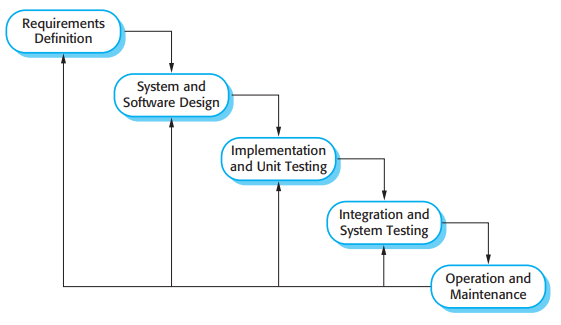 Requirements
Definition
System and
Software Design
Implementation
and Unit Testing
Integration and
System Testing
Operation and
Maintenance